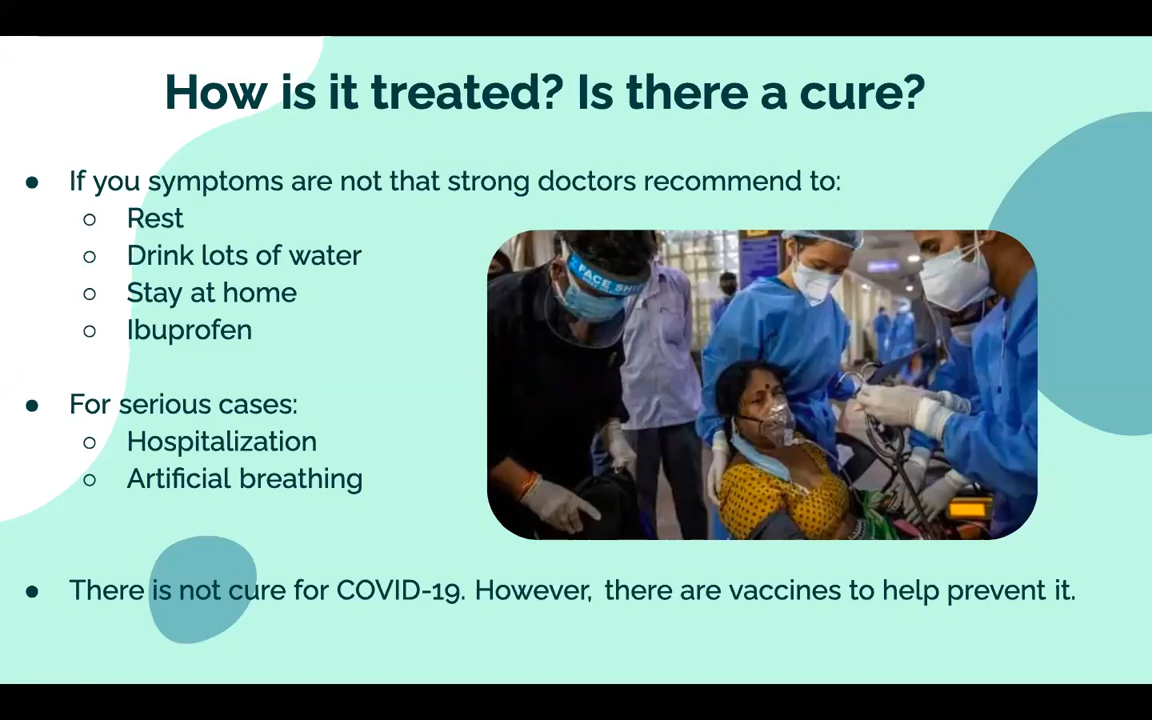 How is it treated? Is there a cure?
● If you symptoms are not that strong doctors recommend to:
○ Rest
○ Drink lots of water
○ Stay at home
○ Ibuprofen
FACE SHI
● For serious cases:
○ Hospitalization
○ Artificial breathing
● There is not cure for COVID-19. However, there are vaccines to help prevent it.